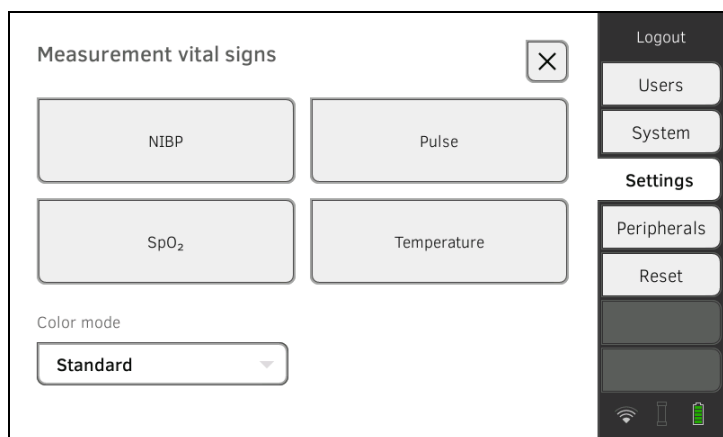 Measurement vital signs
NIBP
Pulse
SpO₂
Temperature
Color mode
Standard
Logout
Users
System
Settings
Peripherals
Reset